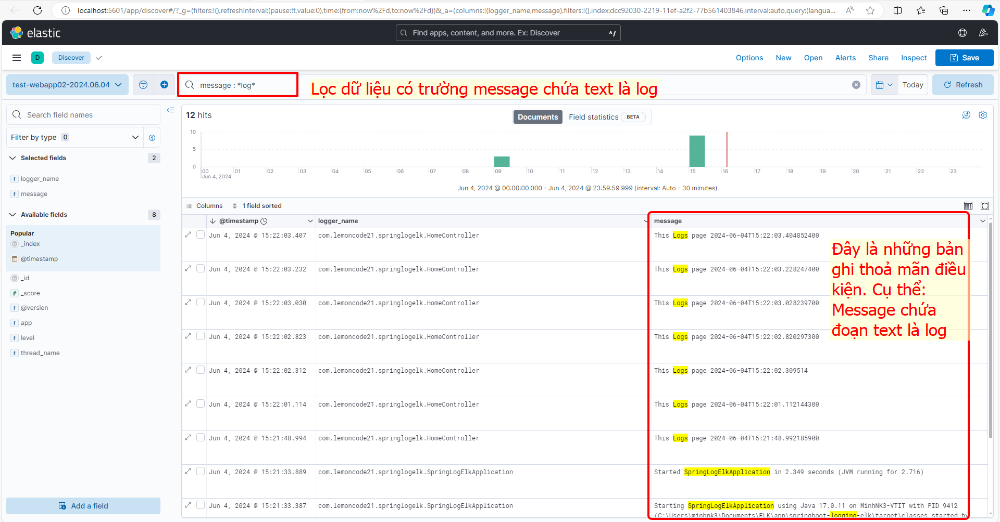 localhost:5601/app/discover#/?_g=(filters:!(),refreshInterval:(pause:!t,value:0),time:(from:now%2Fd,to:now%2Fd))&_a=(columns:!(logger_name,message),filters:!(),index:dcc92030-2219-11ef-a2f2-77b561403846,interval:auto,query:(langua...
elastic
Find apps, content, and more. Ex: Discover
^/
D
Discover
Options
New
Open
Alerts
Share
Inspect
Save
test-webapp02-2024.06.04
message : *log*
Lọc dữ liệu có trường message chứa text là log
Today
Refresh
Search field names
Filter by type 0
Selected fields 2
t logger_name
t message
Available fields 8
Popular
_index
@timestamp
_id
# _score
t @version
t app
t level
t thread_name
Add a field
12 hits
Documents
Field statistics BETA
10
5
0
00 01 02 03 04 05 06 07 08 09 10 11 12 13 14 15 16 17 18 19 20 21 22 23
Jun 4, 2024
Jun 4, 2024 @ 00:00:00.000 - Jun 4, 2024 @ 23:59:59.999 (interval: Auto - 30 minutes)
Columns 1 field sorted
@timestamp logger_name message
Jun 4, 2024 @ 15:22:03.407 com.lemoncode21.springlogelk.HomeController This Logs page 2024-06-04T15:22:03.404852400
Jun 4, 2024 @ 15:22:03.232 com.lemoncode21.springlogelk.HomeController This Logs page 2024-06-04T15:22:03.228247400
Jun 4, 2024 @ 15:22:03.030 com.lemoncode21.springlogelk.HomeController This Logs page 2024-06-04T15:22:03.028239700
Jun 4, 2024 @ 15:22:02.823 com.lemoncode21.springlogelk.HomeController This Logs page 2024-06-04T15:22:02.820297300
Jun 4, 2024 @ 15:22:02.312 com.lemoncode21.springlogelk.HomeController This Logs page 2024-06-04T15:22:02.309514
Jun 4, 2024 @ 15:22:01.114 com.lemoncode21.springlogelk.HomeController This Logs page 2024-06-04T15:22:01.112144300
Jun 4, 2024 @ 15:21:48.994 com.lemoncode21.springlogelk.HomeController This Logs page 2024-06-04T15:21:48.992185900
Jun 4, 2024 @ 15:21:33.889 com.lemoncode21.springlogelk.SpringLogElkApplication Started SpringLogElkApplication in 2.349 seconds (JVM running for 2.716)
Jun 4, 2024 @ 15:21:33.387 com.lemoncode21.springlogelk.SpringLogElkApplication Starting SpringLogElkApplication using Java 17.0.11 on MinhNK3-VTIT with PID 9412
(C:\Users\minhnk3\Documents\ELK\app\springboot-logging-elk\target\classes started by
Đây là những bản
ghi thoả mãn điều
kiện. Cụ thể:
Message chứa
đoạn text là log